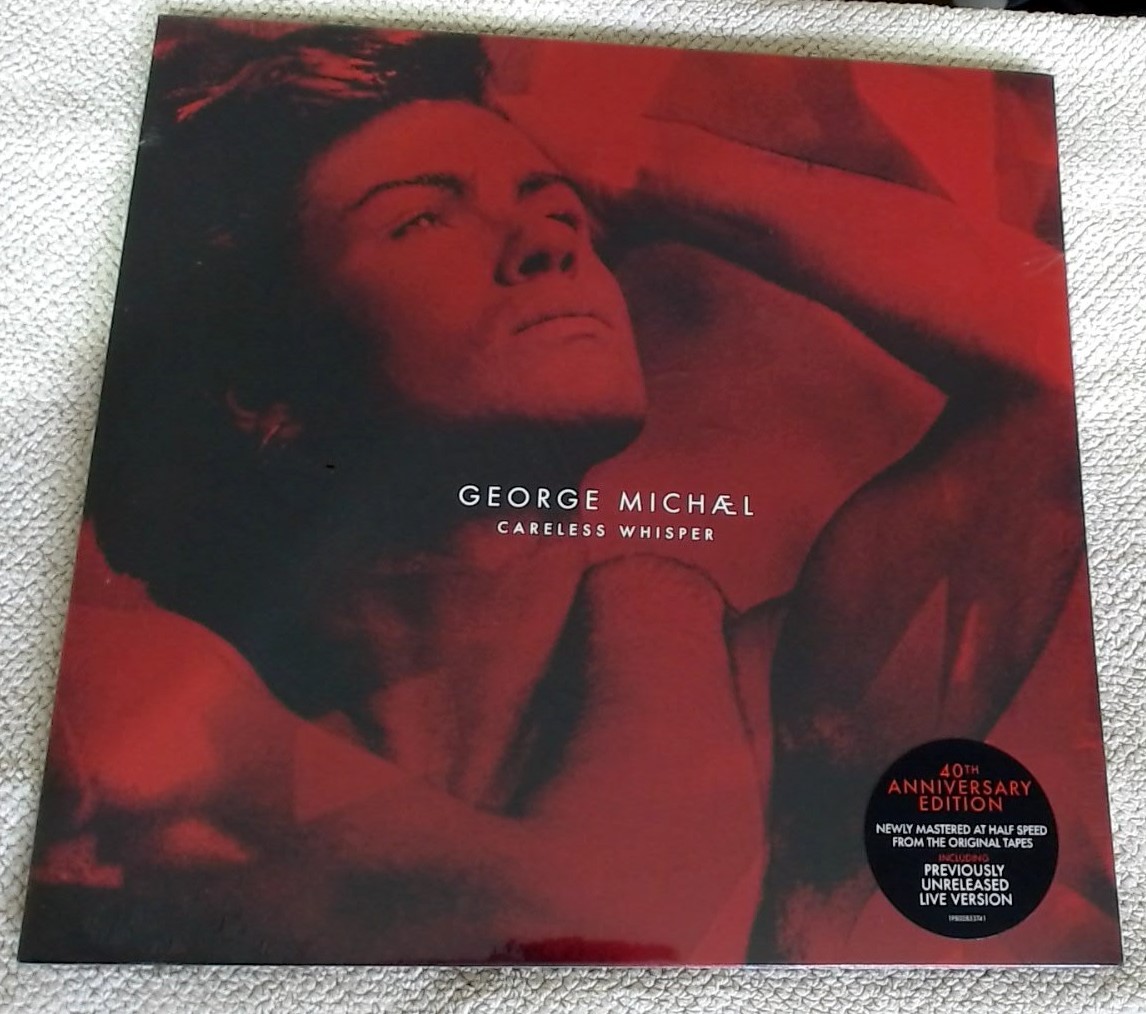 GEORGE MICHÆL
CARELESS WHISPER
40TH
ANNIVERSARY
EDITION
NEWLY MASTERED AT HALF SPEED
FROM THE ORIGINAL TAPES
INCLUDING
PREVIOUSLY
UNRELEASED
LIVE VERSION